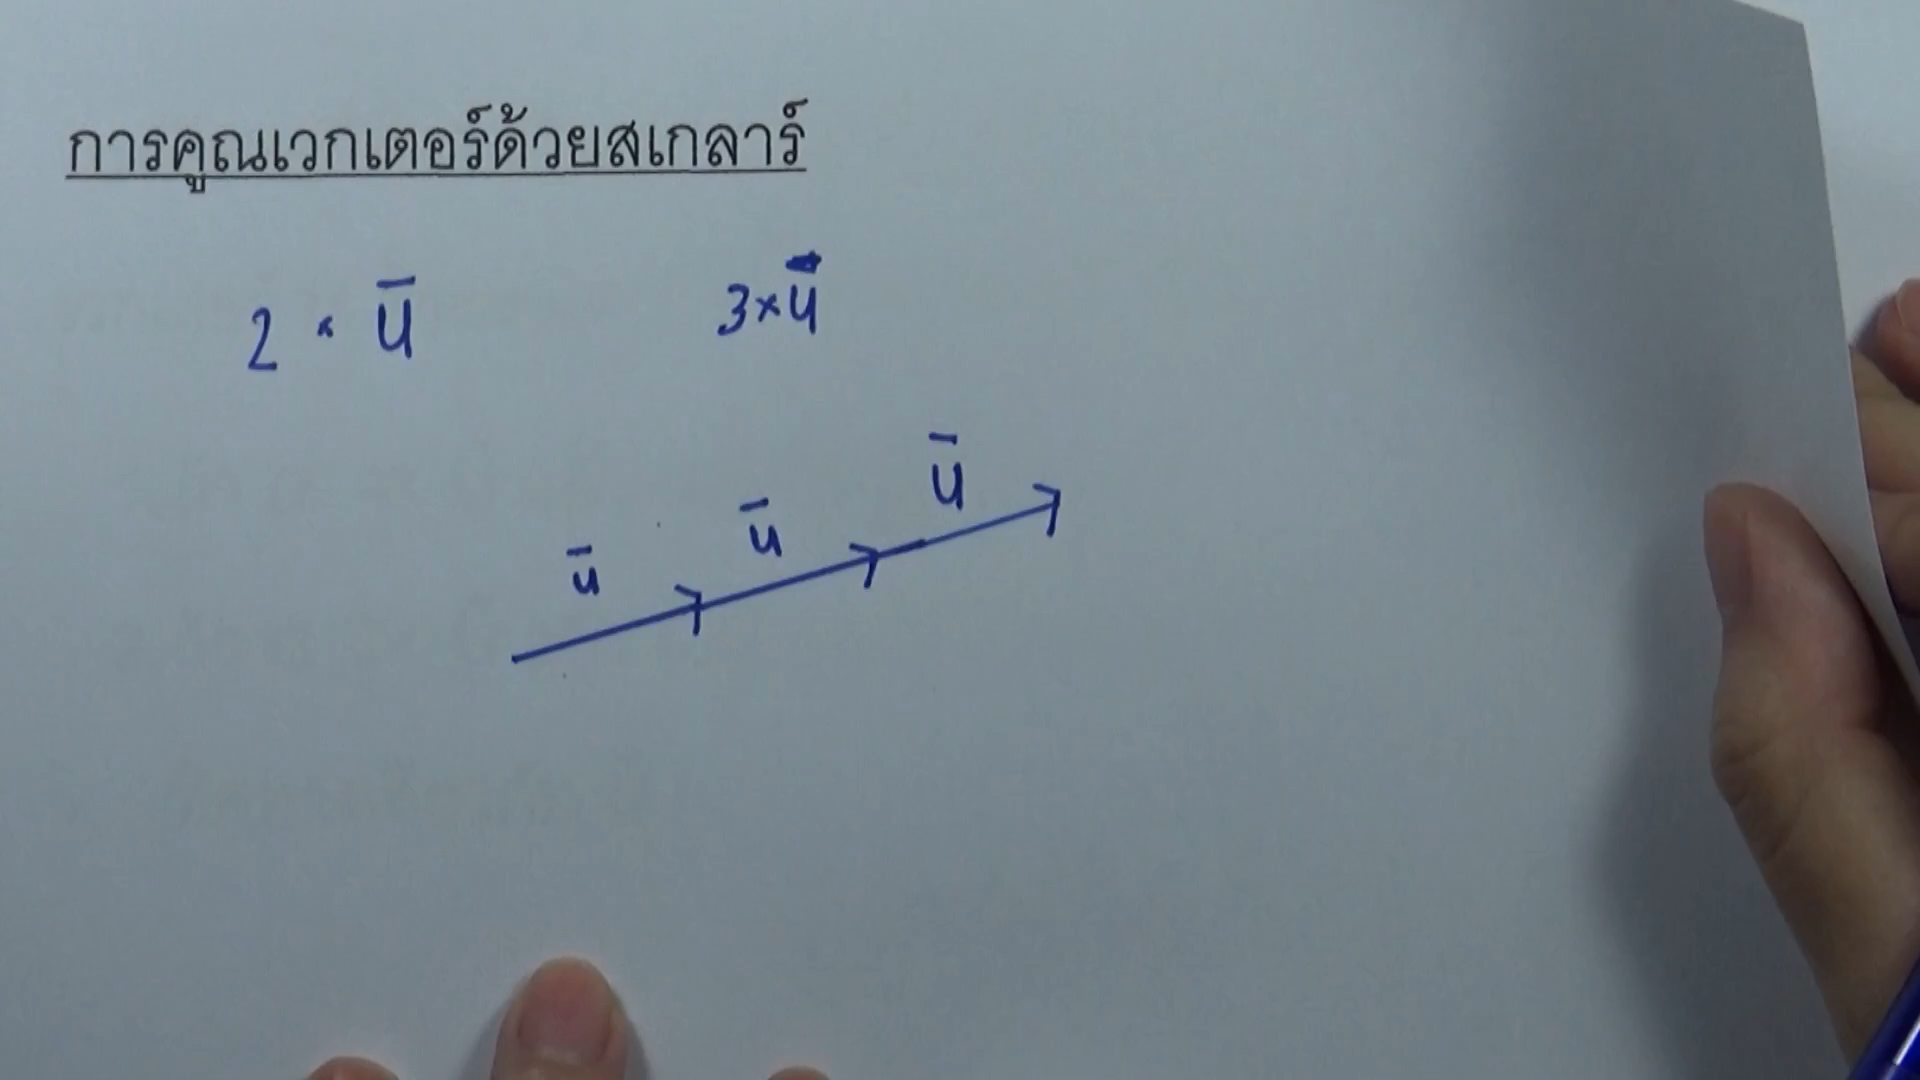 การคูณเวกเตอร์ด้วยสเกลาร์
2 × ū 3×ū
ū ū ū